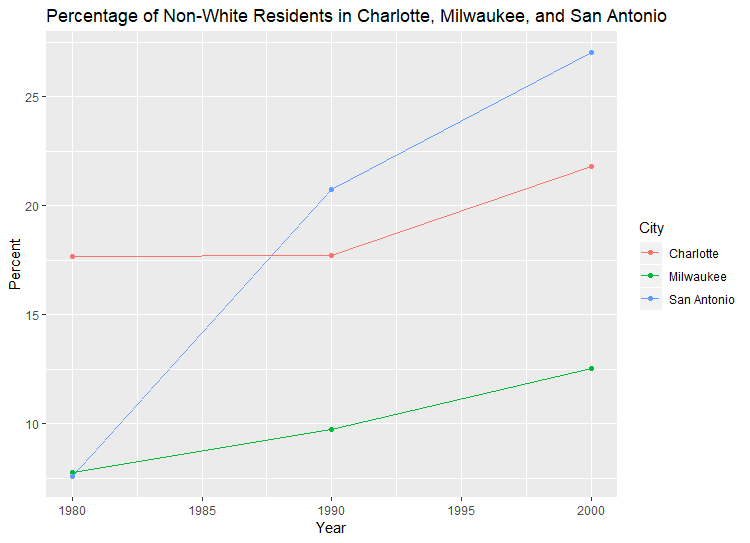 Percentage of Non-White Residents in Charlotte, Milwaukee, and San Antonio
25
20
15
10
Percent
1980 1985 1990 1995 2000
Year
City
Charlotte
Milwaukee
San Antonio